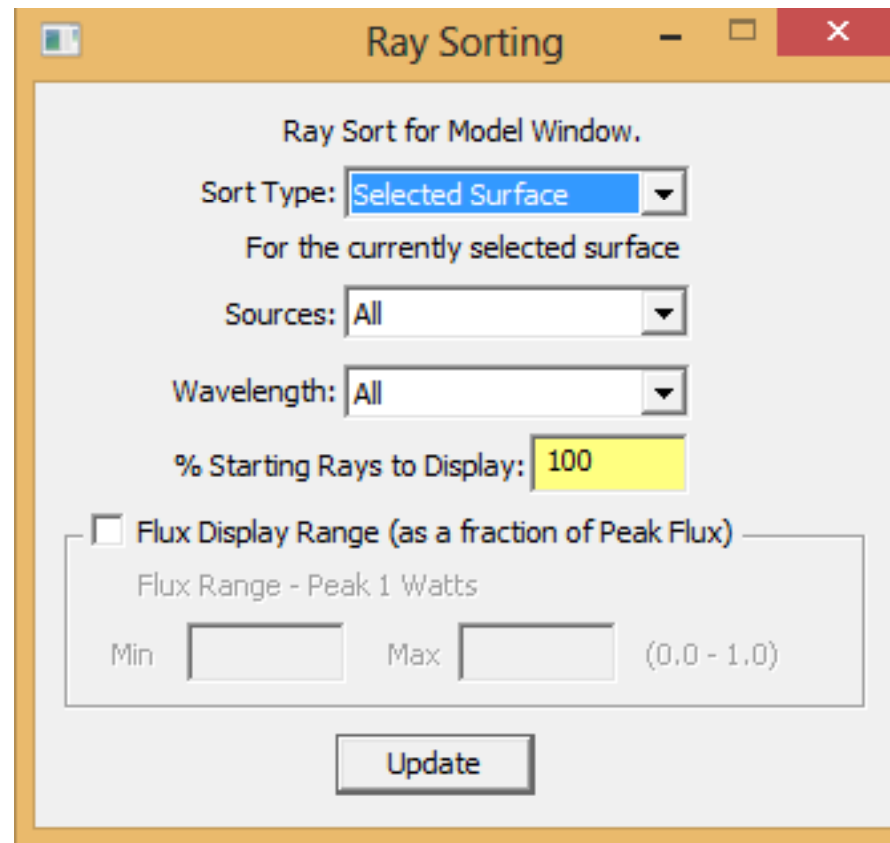 Ray Sorting
Ray Sort for Model Window.
Sort Type: Selected Surface
For the currently selected surface
Sources: All
Wavelength: All
% Starting Rays to Display: 100
Flux Display Range (as a fraction of Peak Flux)
Flux Range - Peak 1 Watts
Min Max (0.0 - 1.0)
Update